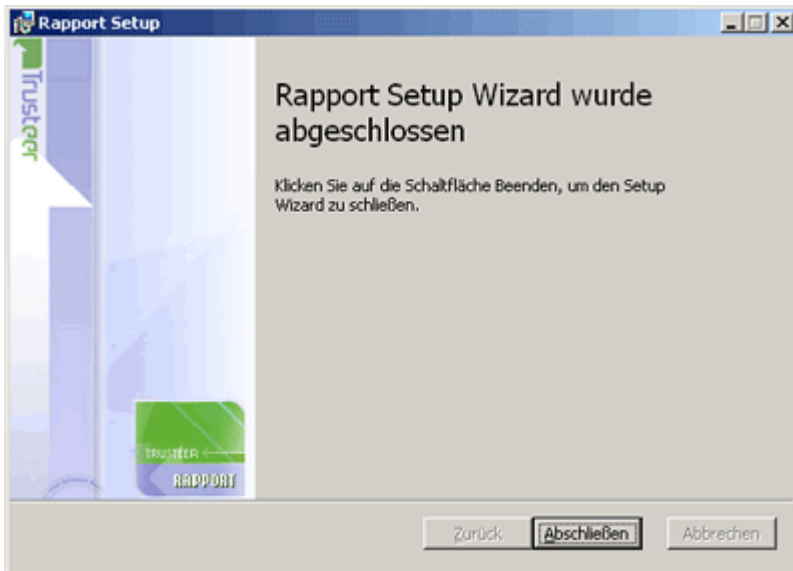 Rapport Setup
Trusteer
Rapport Setup Wizard wurde
abgeschlossen
Klicken Sie auf die Schaltfläche Beenden, um den Setup
Wizard zu schließen.
TRUSTEER
RAPPORT
Zurück
Abschließen
Abbrechen